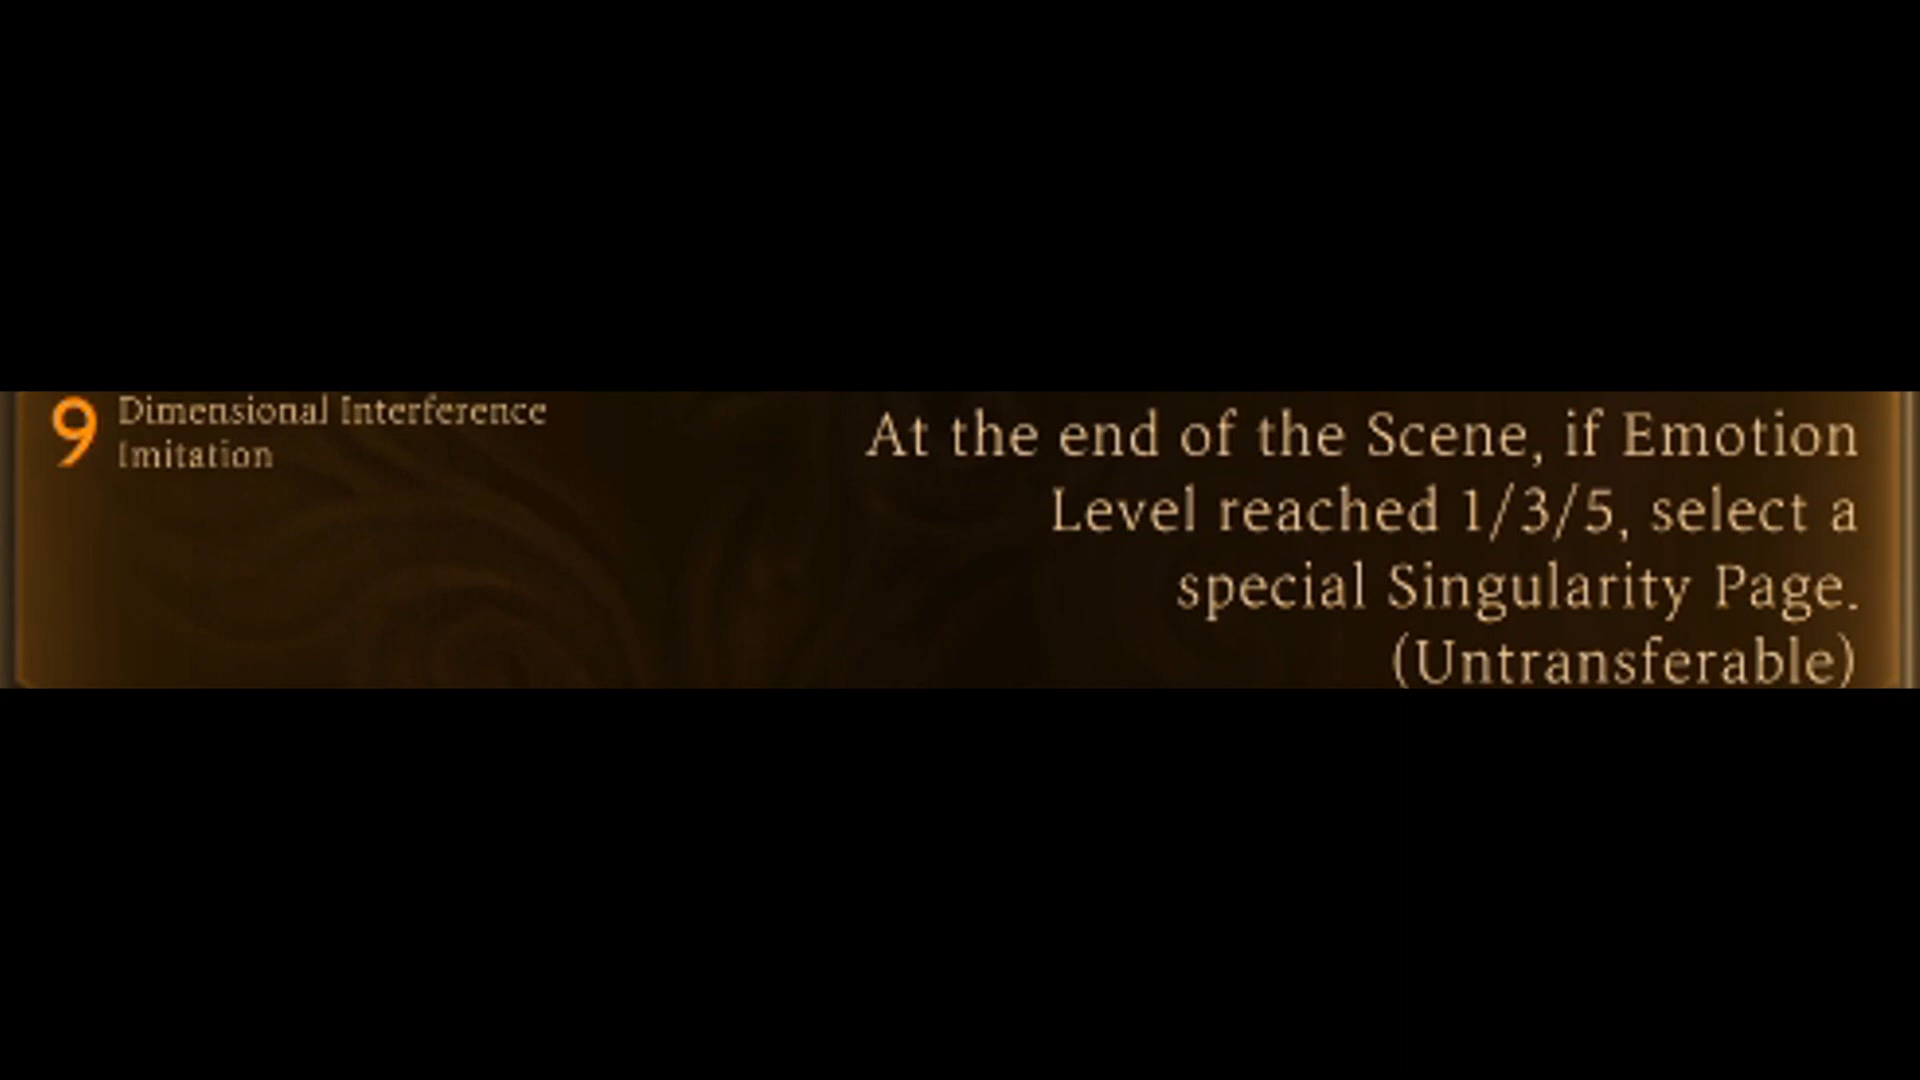 9
Dimensional Interference
Imitation
At the end of the Scene, if Emotion
Level reached 1/3/5, select a
special Singularity Page.
(Untransferable)